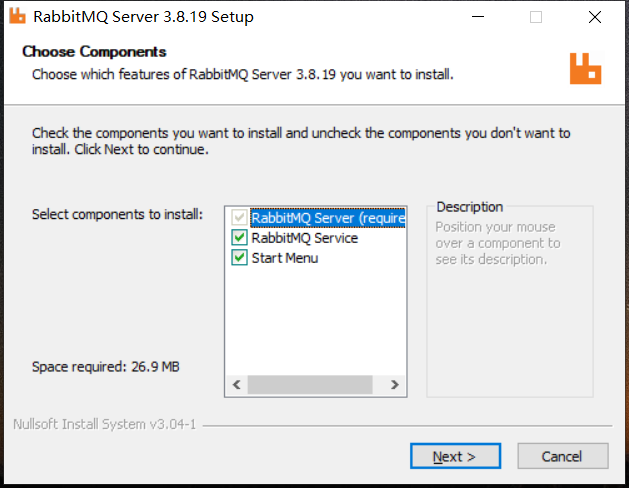 RabbitMQ Server 3.8.19 Setup
Choose Components
Choose which features of RabbitMQ Server 3.8.19 you want to install.
Check the components you want to install and uncheck the components you don't want to
install. Click Next to continue.
Select components to install:
RabbitMQ Server (require
RabbitMQ Service
Start Menu
Description
Position your mouse
over a component to
see its description.
Space required: 26.9 MB
Nullsoft Install System v3.04-1
Next >
Cancel